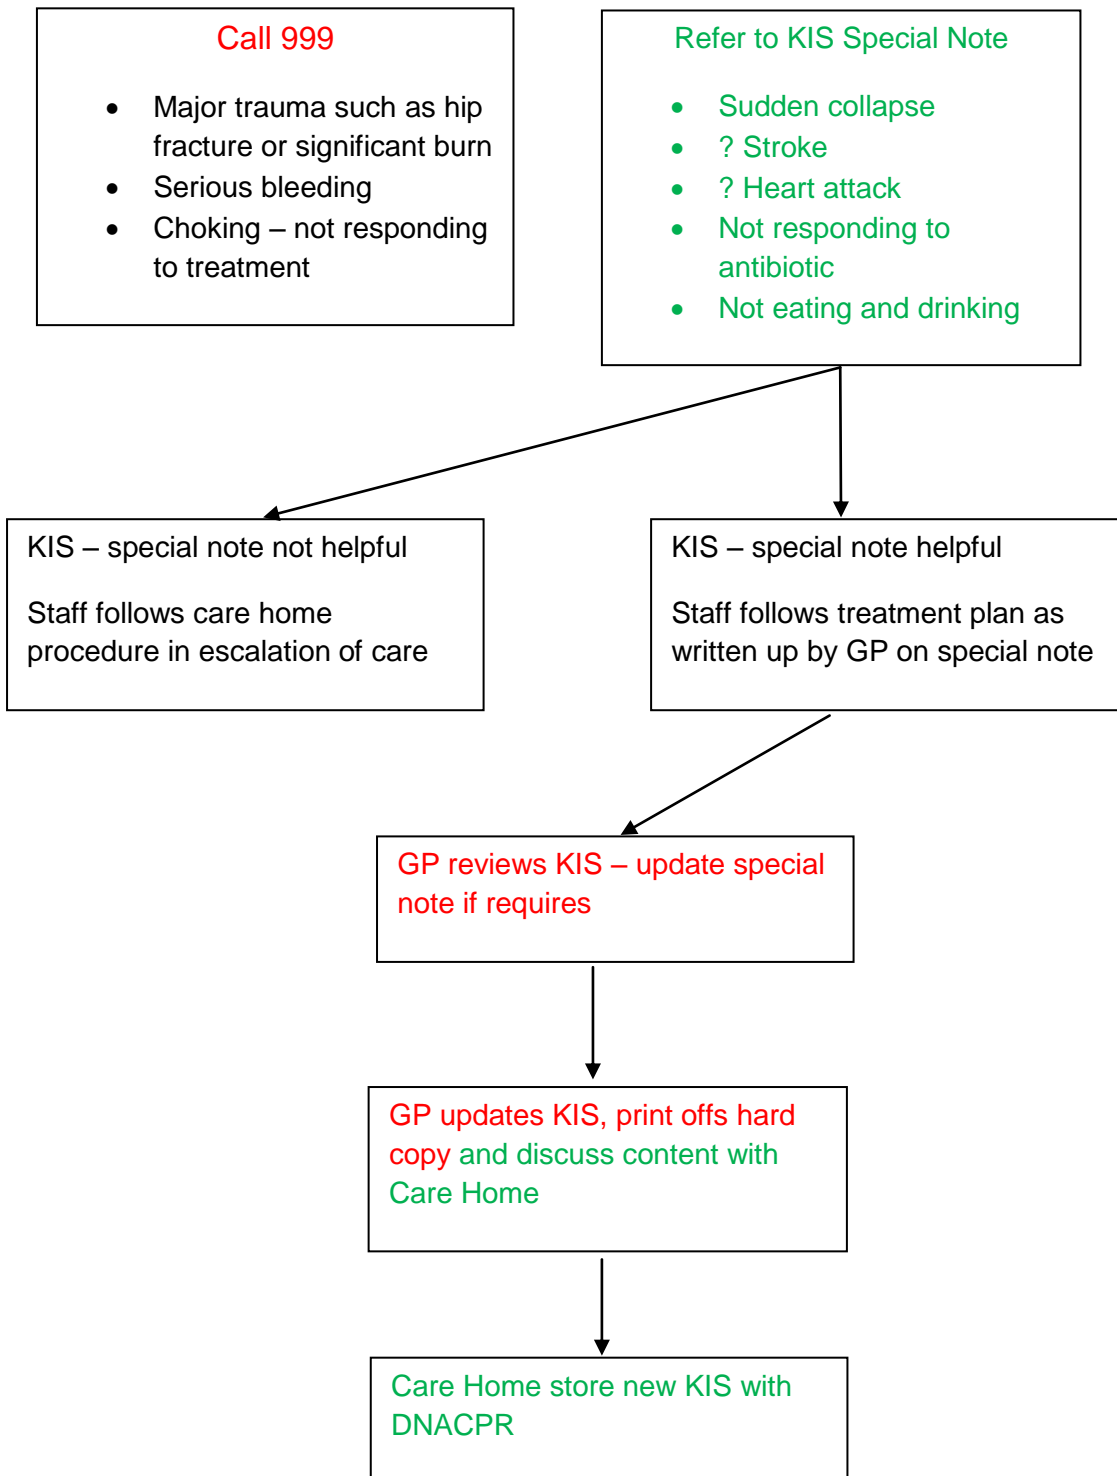 Call 999
• Major trauma such as hip
fracture or significant burn
• Serious bleeding
• Choking – not responding
to treatment
Refer to KIS Special Note
• Sudden collapse
• ? Stroke
• ? Heart attack
• Not responding to
antibiotic
• Not eating and drinking
KIS – special note not helpful
Staff follows care home
procedure in escalation of care
KIS – special note helpful
Staff follows treatment plan as
written up by GP on special note
GP reviews KIS – update special
note if requires
GP updates KIS, print offs hard
copy and discuss content with
Care Home
Care Home store new KIS with
DNACPR